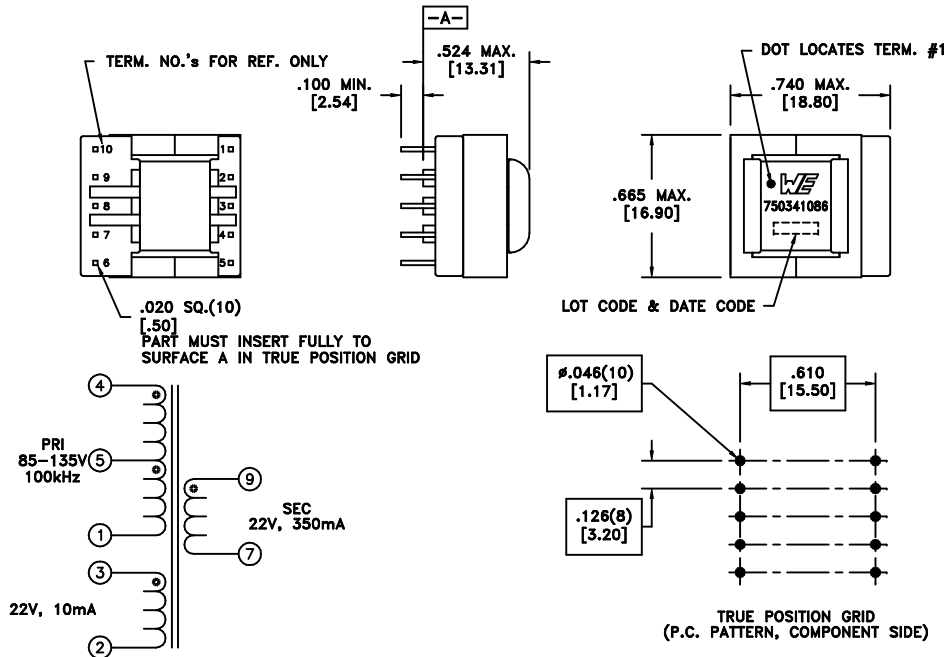 -A-
TERM. NO.'s FOR REF. ONLY
.524 MAX.
[13.31]
.100 MIN.
[2.54]
DOT LOCATES TERM. #1
.740 MAX.
[18.80]
10
1
9
2
8
3
7
4
6
5
.665 MAX.
[16.90]
WE
750341086
LOT CODE & DATE CODE
.020 SQ.(10)
[.50]
PART MUST INSERT FULLY TO
SURFACE A IN TRUE POSITION GRID
4
PRI
85-135V
100kHz
5
1
9
SEC
22V, 350mA
7
3
22V, 10mA
2
ø.046(10)
[1.17]
.610
[15.50]
.126(8)
[3.20]
TRUE POSITION GRID
(P.C. PATTERN, COMPONENT SIDE)